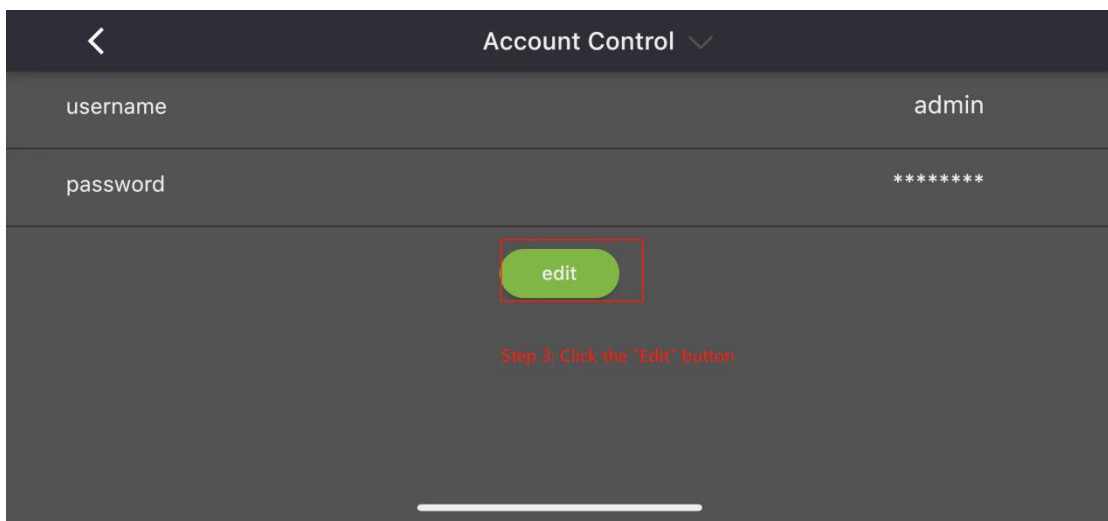 Account Control
username
admin
password
********
edit
Step 3: Click the "Edit" button